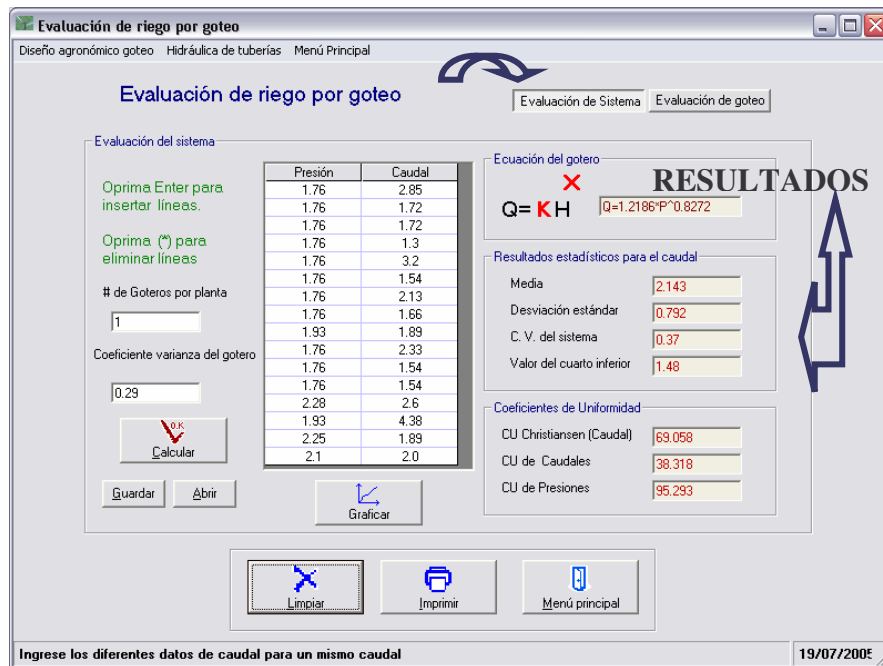 Evaluación de riego por goteo
Diseño agronómico goteo Hidráulica de tuberías Menú Principal
Evaluación de riego por goteo
Evaluación de Sistema Evaluación de goteo
Evaluación del sistema
Oprima Enter para
insertar líneas.
Oprima (*) para
eliminar líneas
# de Goteros por planta
1
Coeficiente varianza del gotero
0.29
O.K
Calcular
Guardar Abrir
Presión Caudal
1.76 2.85
1.76 1.72
1.76 1.72
1.76 1.3
1.76 3.2
1.76 1.54
1.76 2.13
1.76 1.66
1.93 1.89
1.76 2.33
1.76 1.54
1.76 1.54
2.28 2.6
1.93 4.38
2.25 1.89
2.1 2.0
Graficar
Ecuación del gotero
RESULTADOS
X
Q= K H Q=1.2186*P^0.8272
Resultados estadísticos para el caudal
Media 2.143
Desviación estándar 0.792
C. V. del sistema 0.37
Valor del cuarto inferior 1.48
Coeficientes de Uniformidad
CU Christiansen (Caudal) 69.058
CU de Caudales 38.318
CU de Presiones 95.293
Limpiar Imprimir Menú principal
Ingrese los diferentes datos de caudal para un mismo caudal 19/07/2005